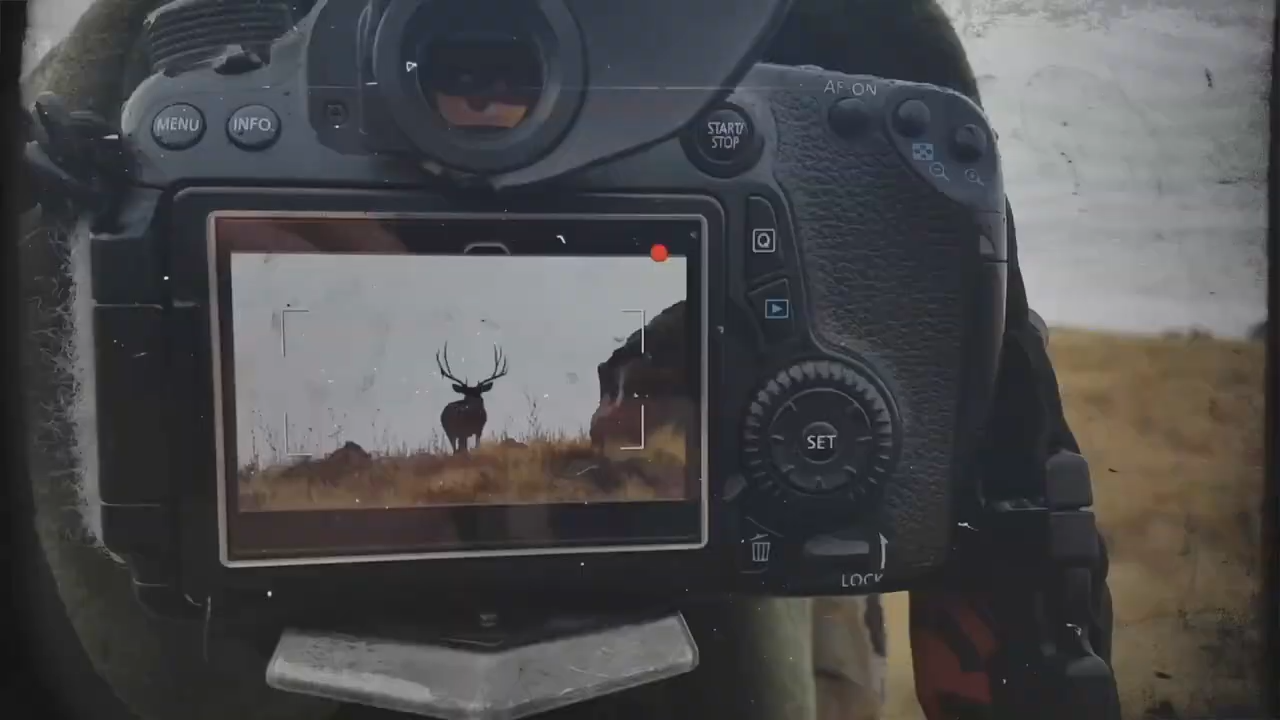 AF-ON
MENU
INFO.
START/
STOP
Q
SET
LOCK